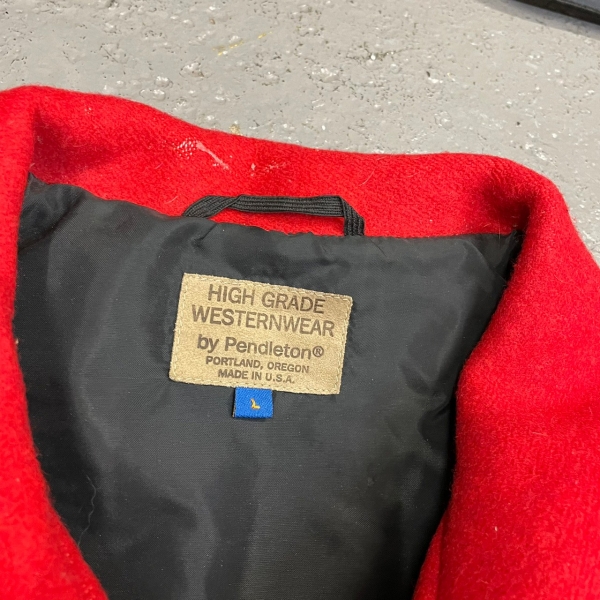 HIGH GRADE
WESTERNWEAR
by Pendleton®
PORTLAND, OREGON
MADE IN U.S.A.
L